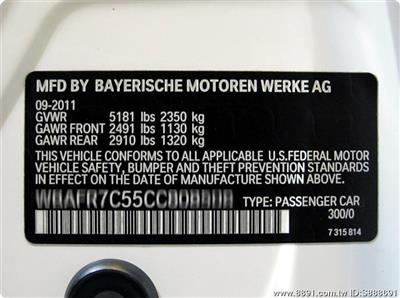 MFD BY BAYERISCHE MOTOREN WERKE AG
09-2011
GVWR 5181 lbs 2350 kg
GAWR FRONT 2491 lbs 1130 kg
GAWR REAR 2910 lbs 1320 kg
THIS VEHICLE CONFORMS TO ALL APPLICABLE U.S.FEDERAL MOTOR
VEHICLE SAFETY, BUMPER AND THEFT PREVENTION STANDARDS
IN EFFECT ON THE DATE OF MANUFACTURE SHOWN ABOVE.
TYPE: PASSENGER CAR
300/0
7 315 814
www.8891.com.tw ID:S888691